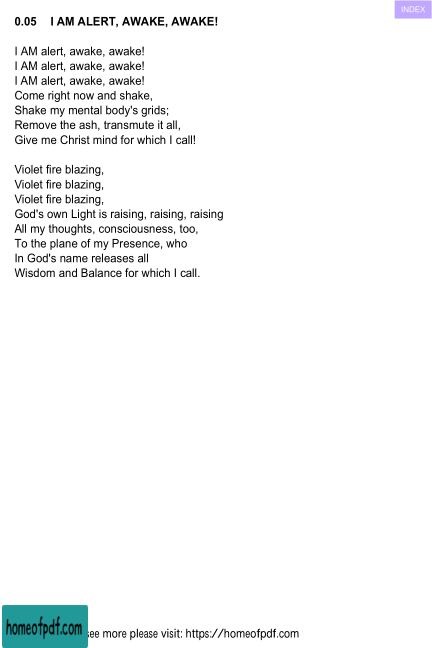 INDEX
0.05 I AM ALERT, AWAKE, AWAKE!
I AM alert, awake, awake!
I AM alert, awake, awake!
I AM alert, awake, awake!
Come right now and shake,
Shake my mental body's grids;
Remove the ash, transmute it all,
Give me Christ mind for which I call!
Violet fire blazing,
Violet fire blazing,
Violet fire blazing,
God's own Light is raising, raising, raising
All my thoughts, consciousness, too,
To the plane of my Presence, who
In God's name releases all
Wisdom and Balance for which I call.
homeofpdf.com see more please visit: https://homeofpdf.com